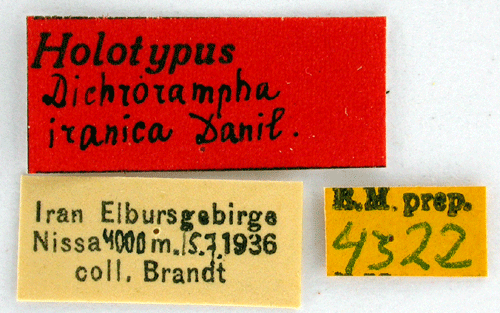 Holotypus
Dichrorampha
iranica Danil.
Iran Elbursgebirge
Nissa 4000 m. 15.7.1936
coll. Brandt
R.M. prep.
4322